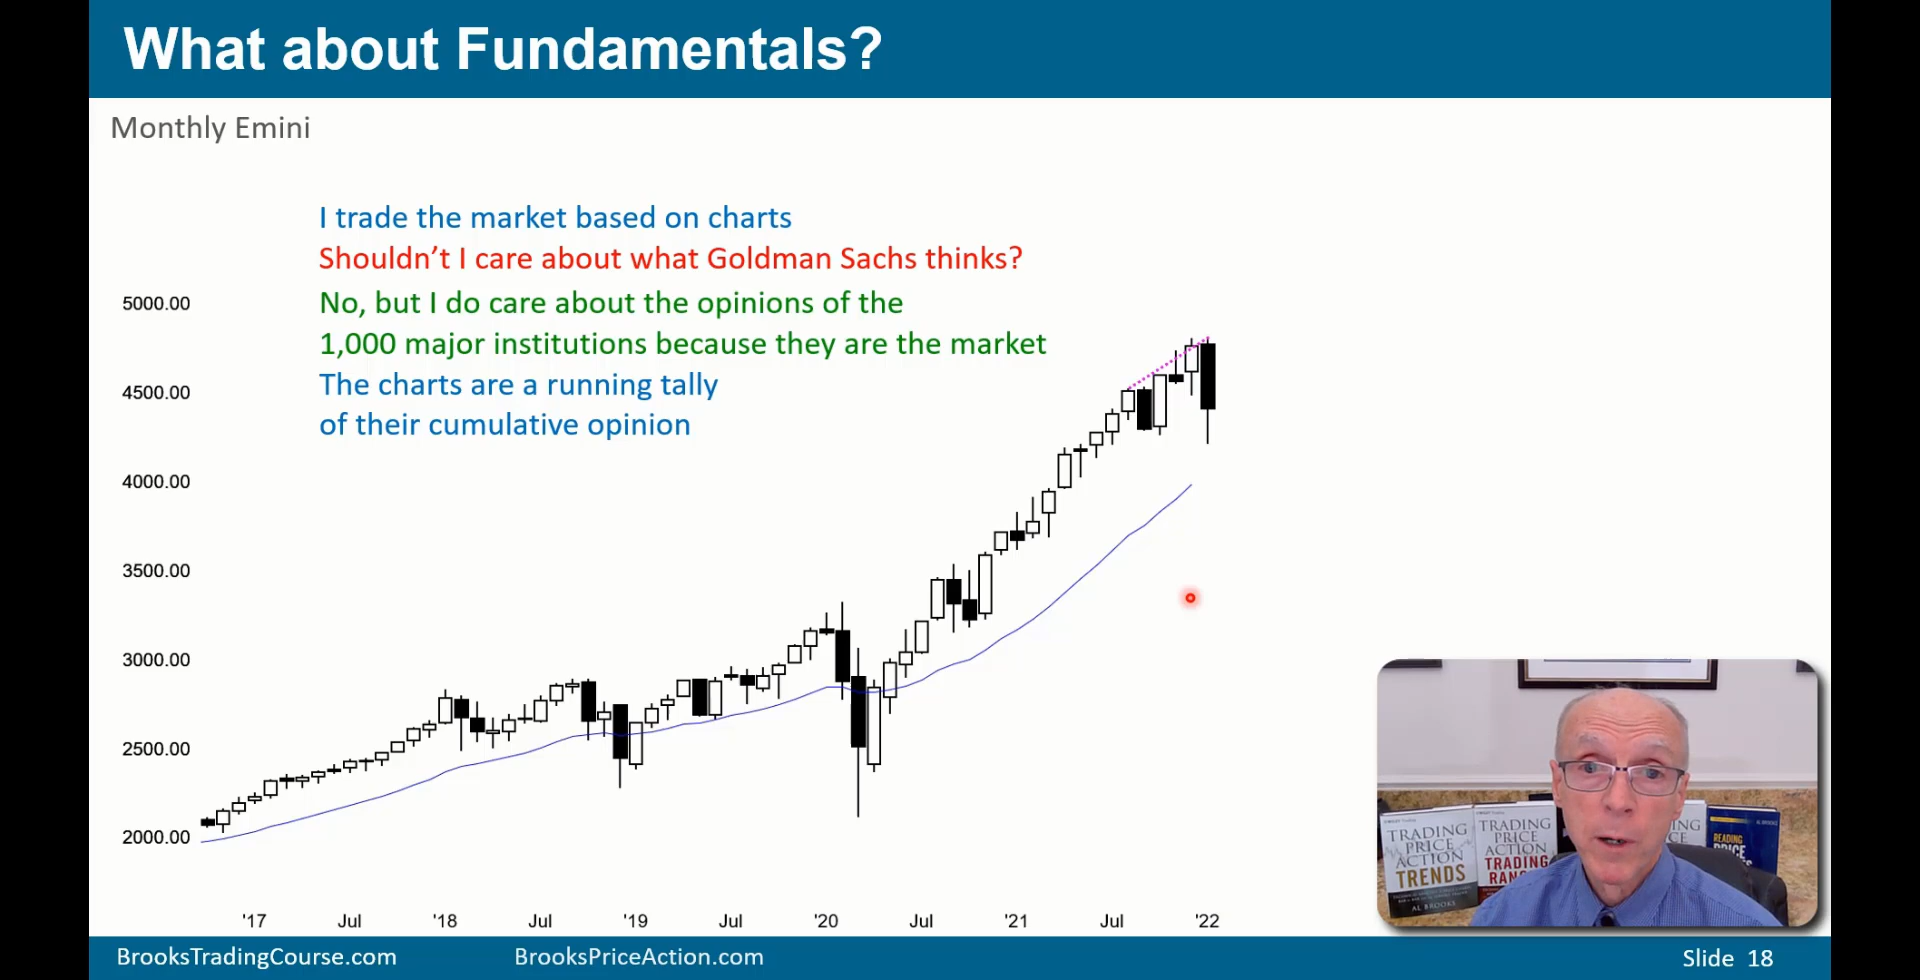 What about Fundamentals?
Monthly Emini
I trade the market based on charts
Shouldn't I care about what Goldman Sachs thinks?
No, but I do care about the opinions of the
1,000 major institutions because they are the market
The charts are a running tally
of their cumulative opinion
5000.00
4500.00
4000.00
3500.00
3000.00
2500.00
2000.00
'17 Jul '18 Jul '19 Jul '20 Jul '21 Jul '22
TRADING
PRICE
ACTION
TRENDS
AL BROOKS
TRADING
PRICE
ACTION
TRADING
READING
BrooksTradingCourse.com BrooksPriceAction.com Slide 18